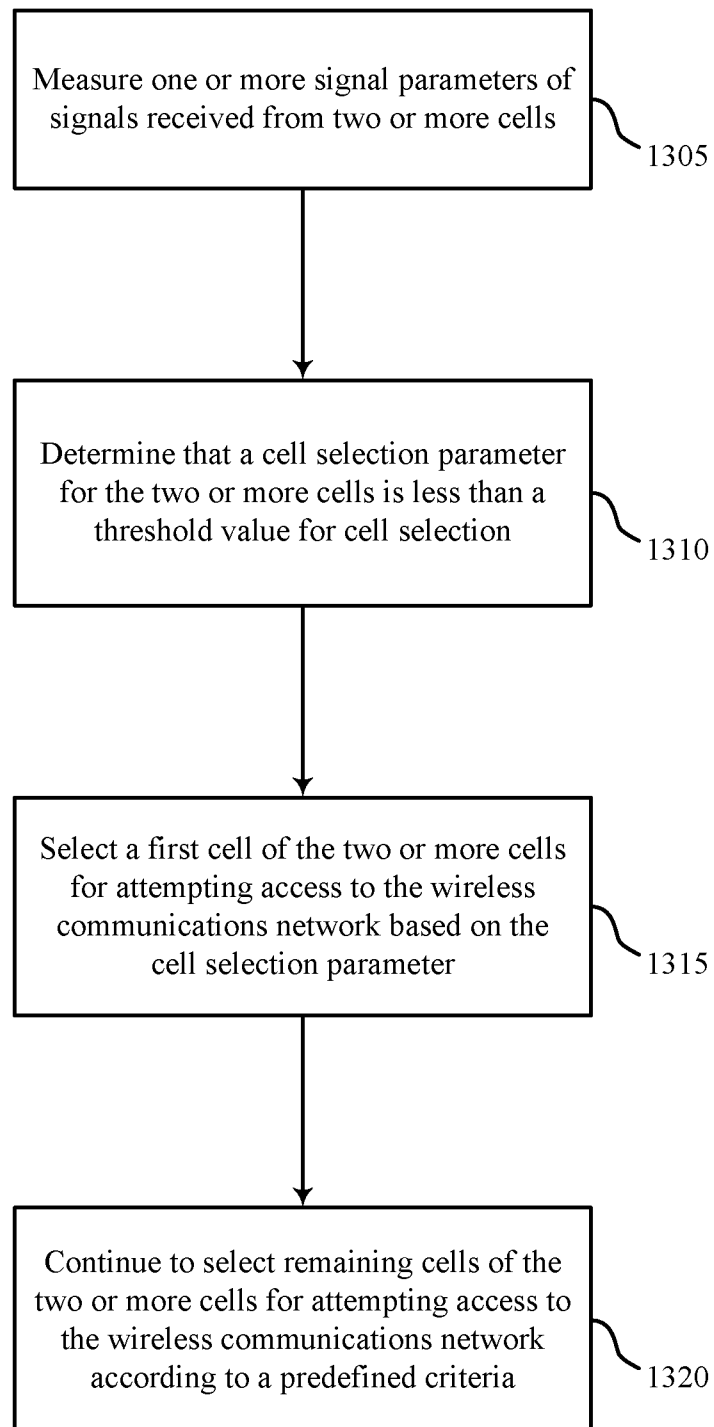 Measure one or more signal parameters of
signals received from two or more cells
1305
Determine that a cell selection parameter
for the two or more cells is less than a
threshold value for cell selection
1310
Select a first cell of the two or more cells
for attempting access to the wireless
communications network based on the
cell selection parameter
1315
Continue to select remaining cells of the
two or more cells for attempting access to
the wireless communications network
according to a predefined criteria
1320